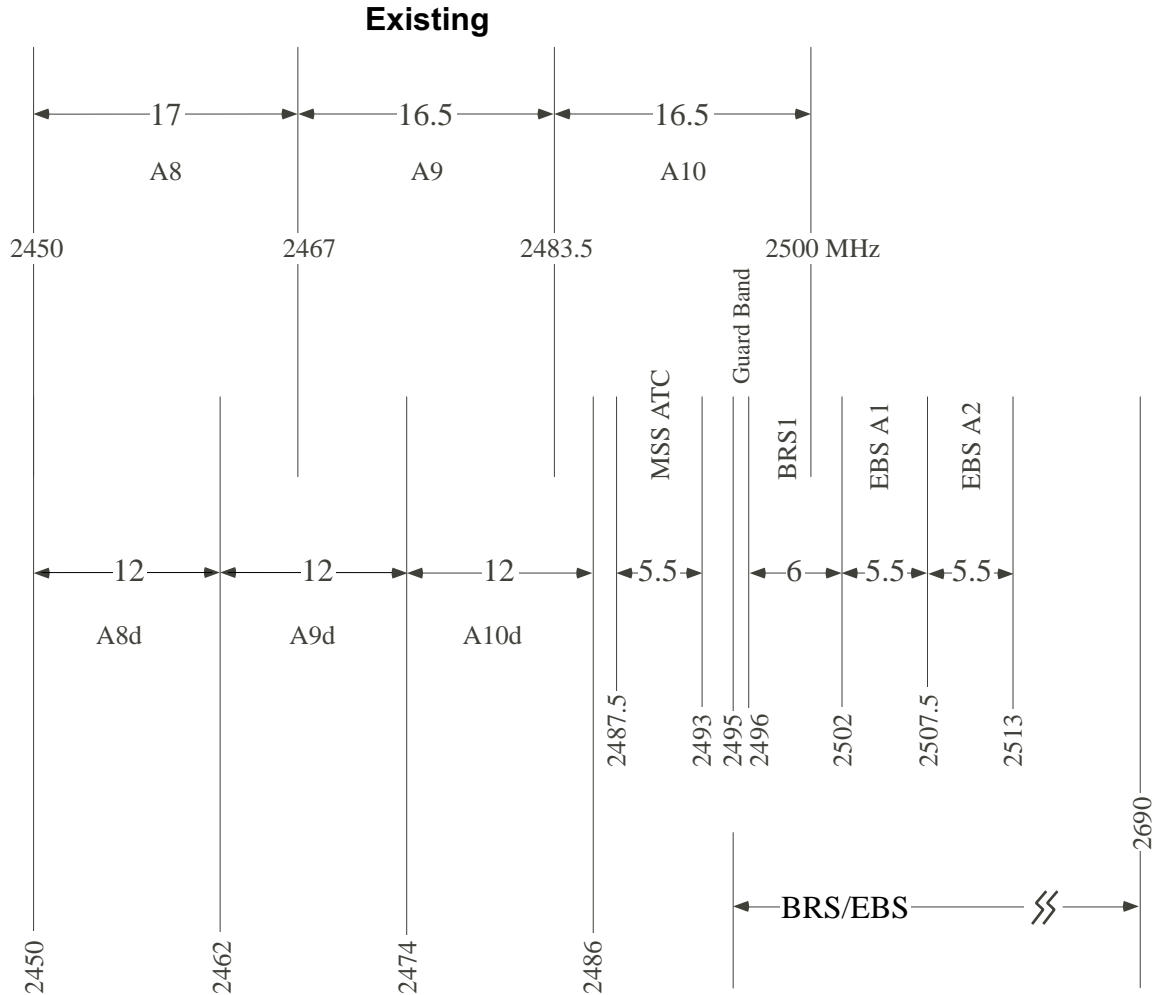 Existing
17
16.5
16.5
A8
A9
A10
2450
2467
2483.5
2500 MHz
Guard Band
MSS ATC
BRS1
EBS A1
EBS A2
12
12
12
5.5
6
5.5
5.5
A8d
A9d
A10d
2487.5
2493
2495
2496
2502
2507.5
2513
2690
BRS/EBS
2450
2462
2474
2486